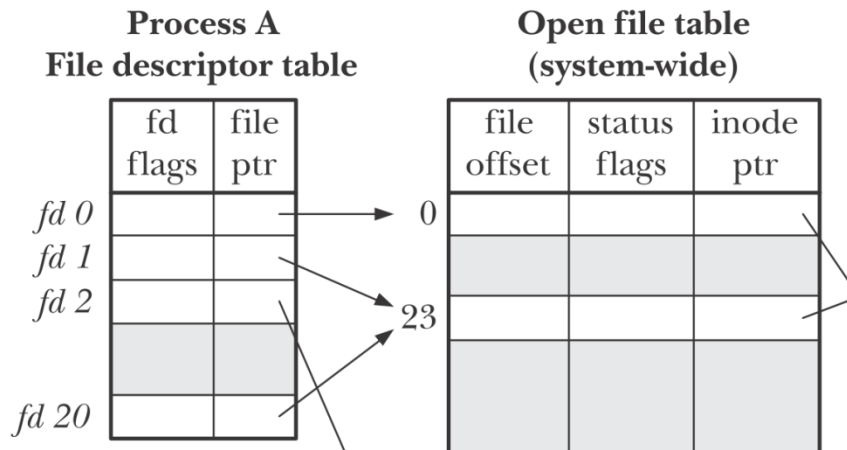 Process A
File descriptor table
fd
flags
file
ptr
fd 0
fd 1
fd 2
fd 20
Open file table
(system-wide)
file
offset
status
flags
inode
ptr
0
23